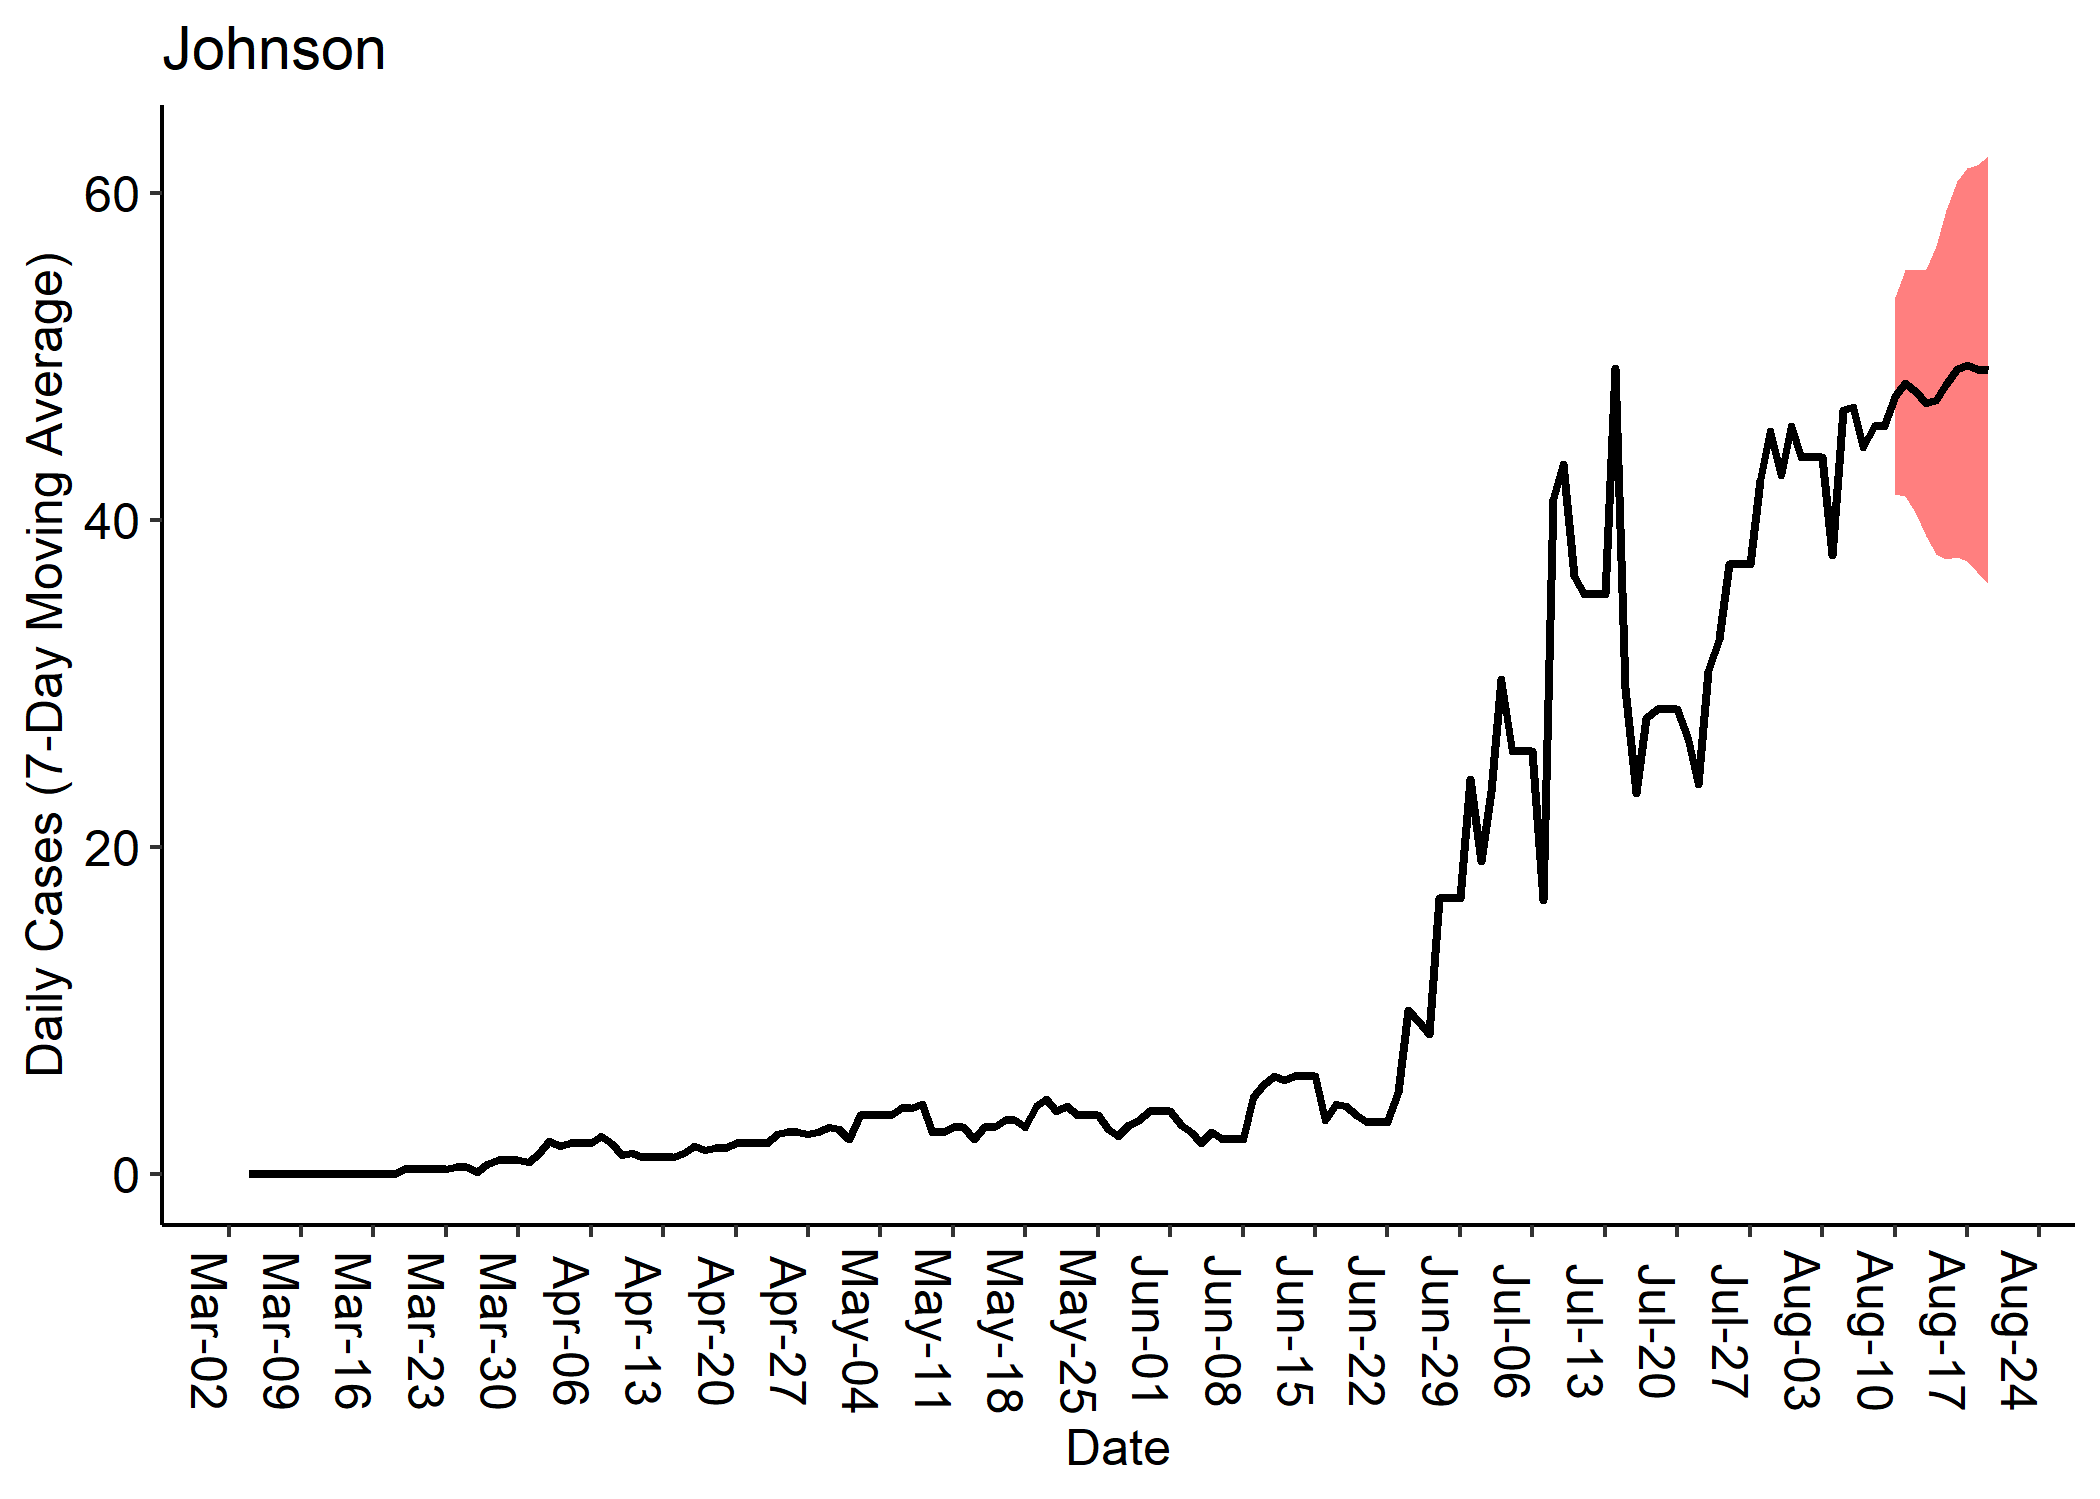 Johnson
Daily Cases (7-Day Moving Average)
60
40
20
0
Mar-02
Mar-09
Mar-16
Mar-23
Mar-30
Apr-06
Apr-13
Apr-20
Apr-27
May-04
May-11
May-18
May-25
Jun-01
Jun-08
Jun-15
Jun-22
Jun-29
Jul-06
Jul-13
Jul-20
Jul-27
Aug-03
Aug-10
Aug-17
Aug-24
Date